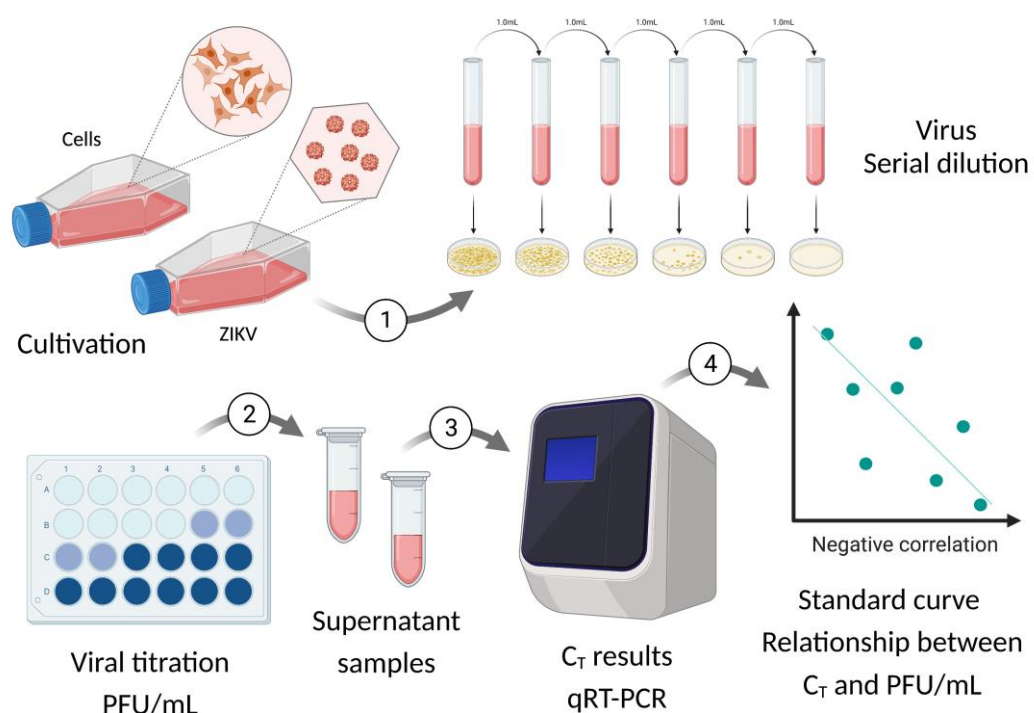 1.0mL 1.0mL 1.0mL 1.0mL 1.0mL
Cells
ZIKV
Cultivation
Virus
Serial dilution
1
2
3
4
1 2 3 4 5 6
A
B
C
D
Viral titration
PFU/mL
Supernatant
samples
CT results
qRT-PCR
Negative correlation
Standard curve
Relationship between
CT and PFU/mL